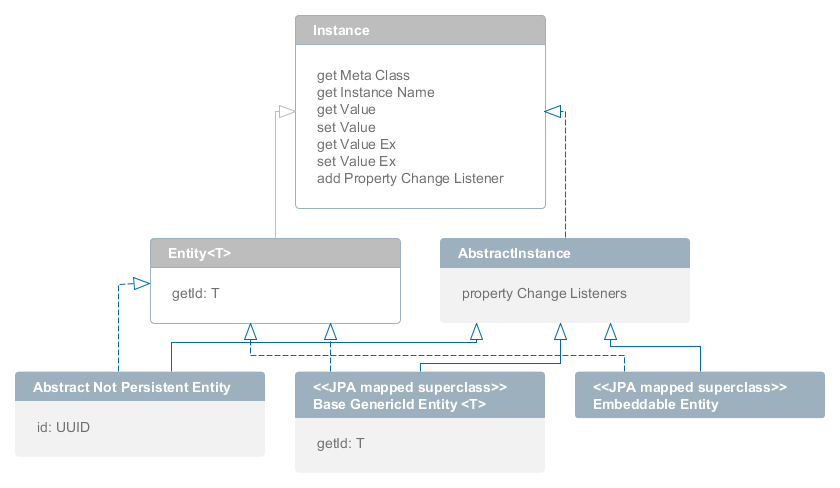 Instance
get Meta Class
get Instance Name
get Value
set Value
get Value Ex
set Value Ex
add Property Change Listener
Entity<T>
getId: T
AbstractInstance
property Change Listeners
Abstract Not Persistent Entity
id: UUID
<<JPA mapped superclass>>
Base GenericId Entity <T>
getId: T
<<JPA mapped superclass>>
Embeddable Entity